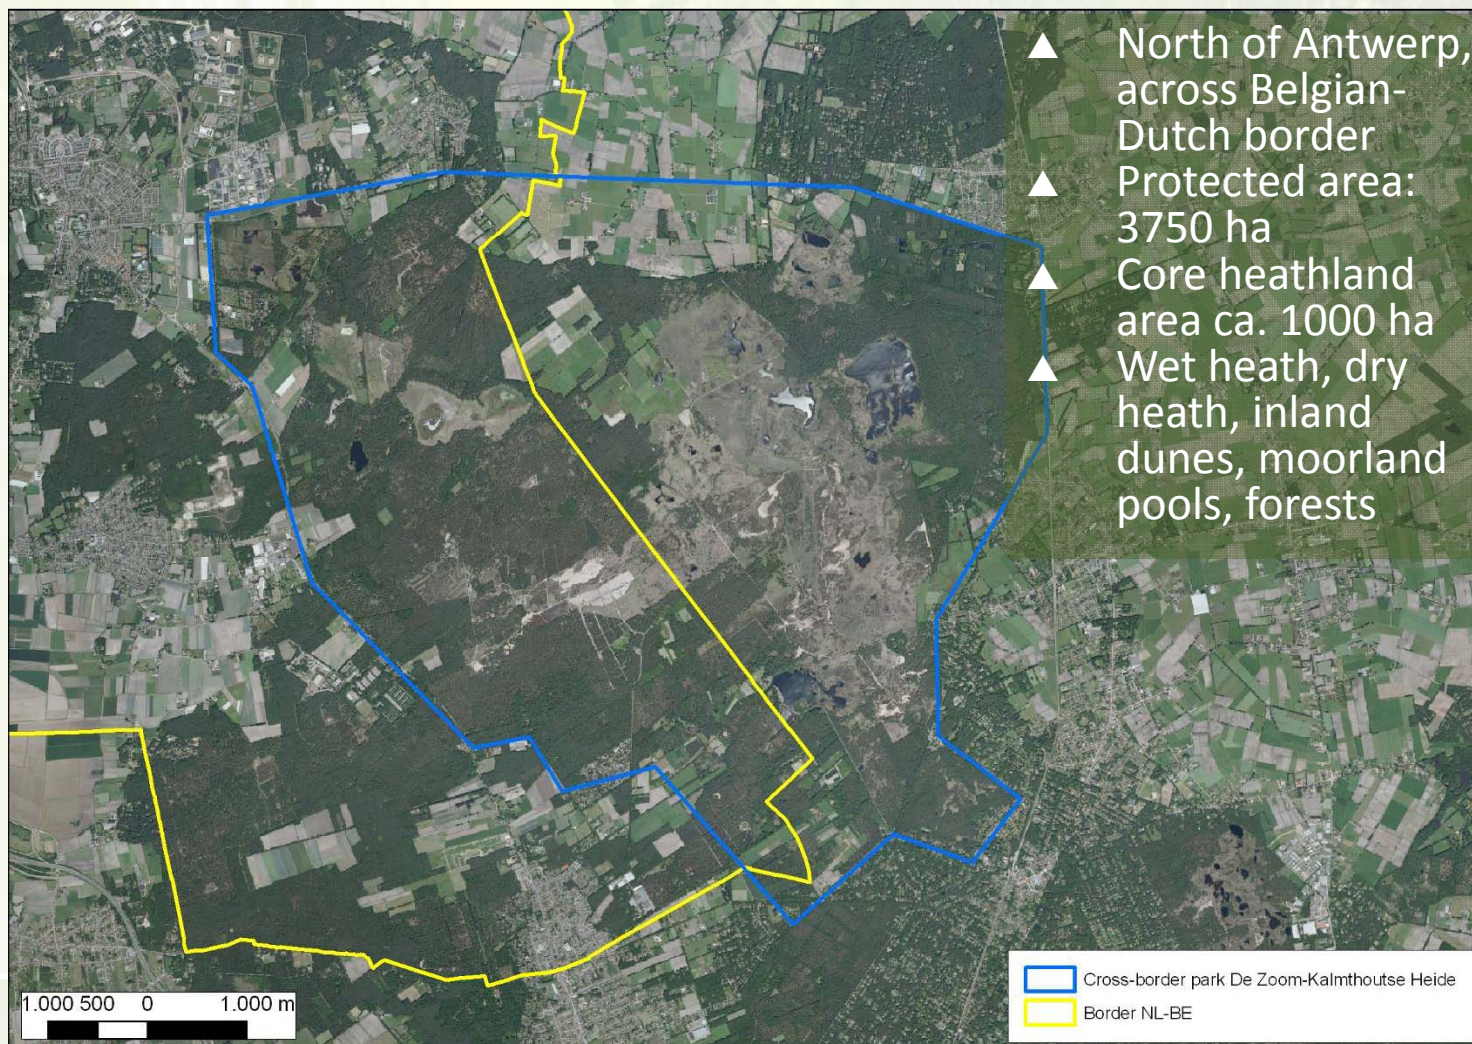 North of Antwerp,
across Belgian-
Dutch border
Protected area:
3750 ha
Core heathland
area ca. 1000 ha
Wet heath, dry
heath, inland
dunes, moorland
pools, forests
1.000 500 0 1.000 m
Cross-border park De Zoom-Kalmthoutse Heide
Border NL-BE